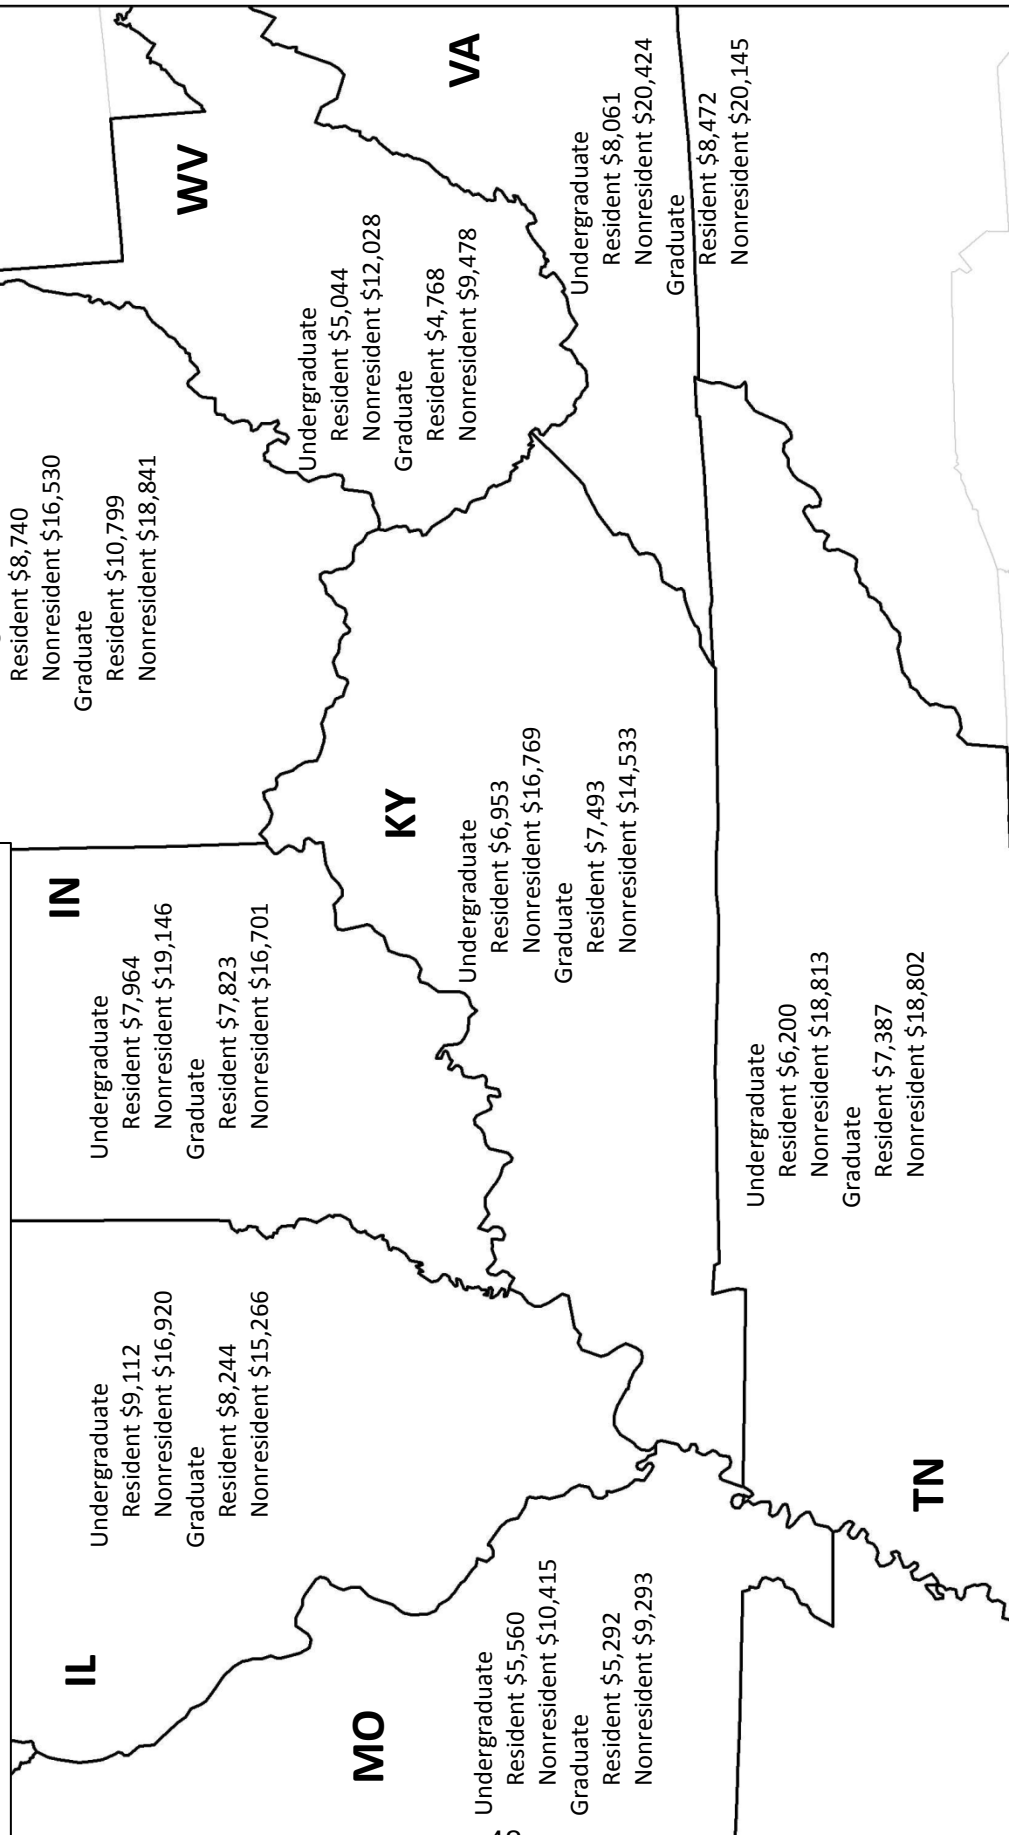 Resident $8,740
Nonresident $16,530
Graduate
Resident $10,799
Nonresident $18,841
IL
Undergraduate
Resident $9,112
Nonresident $16,920
Graduate
Resident $8,244
Nonresident $15,266
IN
Undergraduate
Resident $7,964
Nonresident $19,146
Graduate
Resident $7,823
Nonresident $16,701
WV
Undergraduate
Resident $5,044
Nonresident $12,028
Graduate
Resident $4,768
Nonresident $9,478
MO
Undergraduate
Resident $5,560
Nonresident $10,415
Graduate
Resident $5,292
Nonresident $9,293
KY
Undergraduate
Resident $6,953
Nonresident $16,769
Graduate
Resident $7,493
Nonresident $14,533
VA
Undergraduate
Resident $8,061
Nonresident $20,424
Graduate
Resident $8,472
Nonresident $20,145
TN
Undergraduate
Resident $6,200
Nonresident $18,813
Graduate
Resident $7,387
Nonresident $18,802